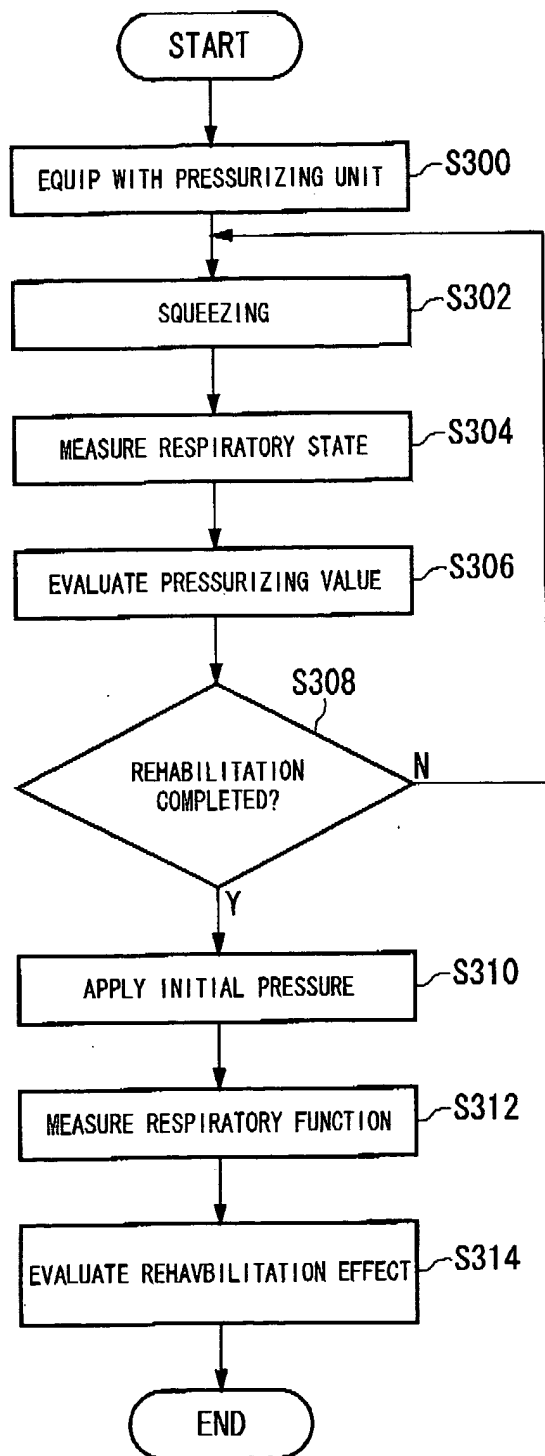 START
EQUIP WITH PRESSURIZING UNIT
S300
SQUEEZING
S302
MEASURE RESPIRATORY STATE
S304
EVALUATE PRESSURIZING VALUE
S306
S308
REHABILITATION
COMPLETED?
N
Y
APPLY INITIAL PRESSURE
S310
MEASURE RESPIRATORY FUNCTION
S312
EVALUATE REHAVBILITATION EFFECT
S314
END